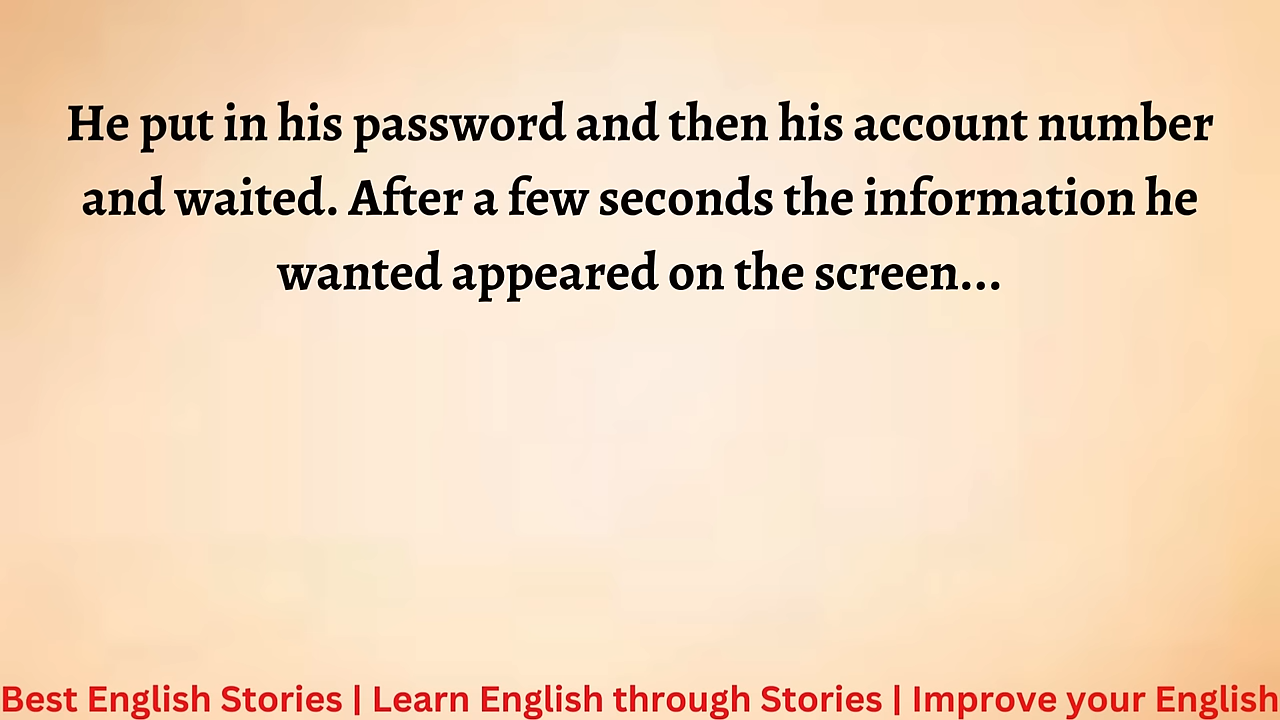 He put in his password and then his account number
and waited. After a few seconds the information he
wanted appeared on the screen...
Best English Stories | Learn English through Stories | Improve your English